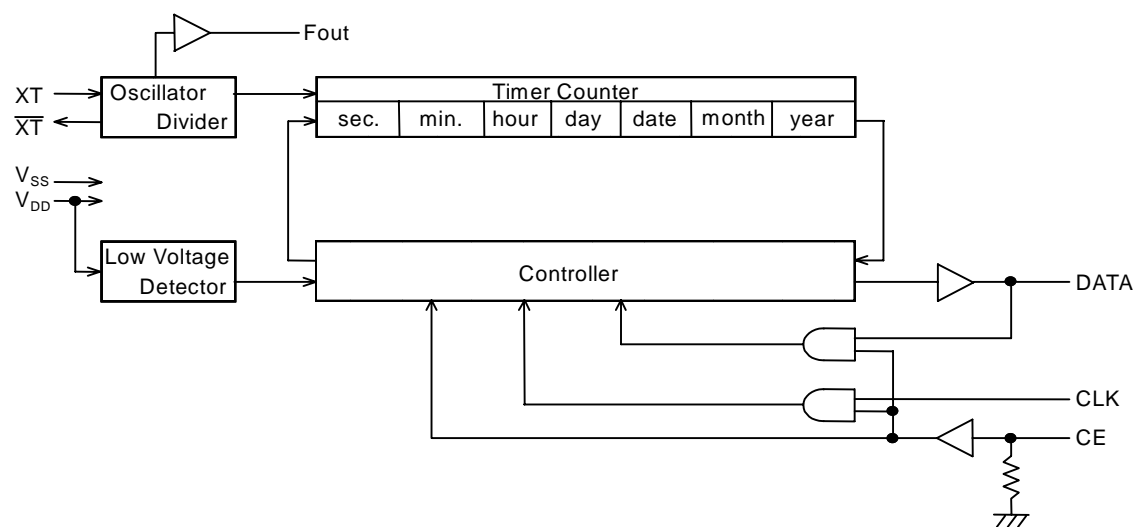 Fout
XT
X̅T̅
Oscillator
Divider
Timer Counter
sec. min. hour day date month year
VSS
VDD
Low Voltage
Detector
Controller
DATA
CLK
CE